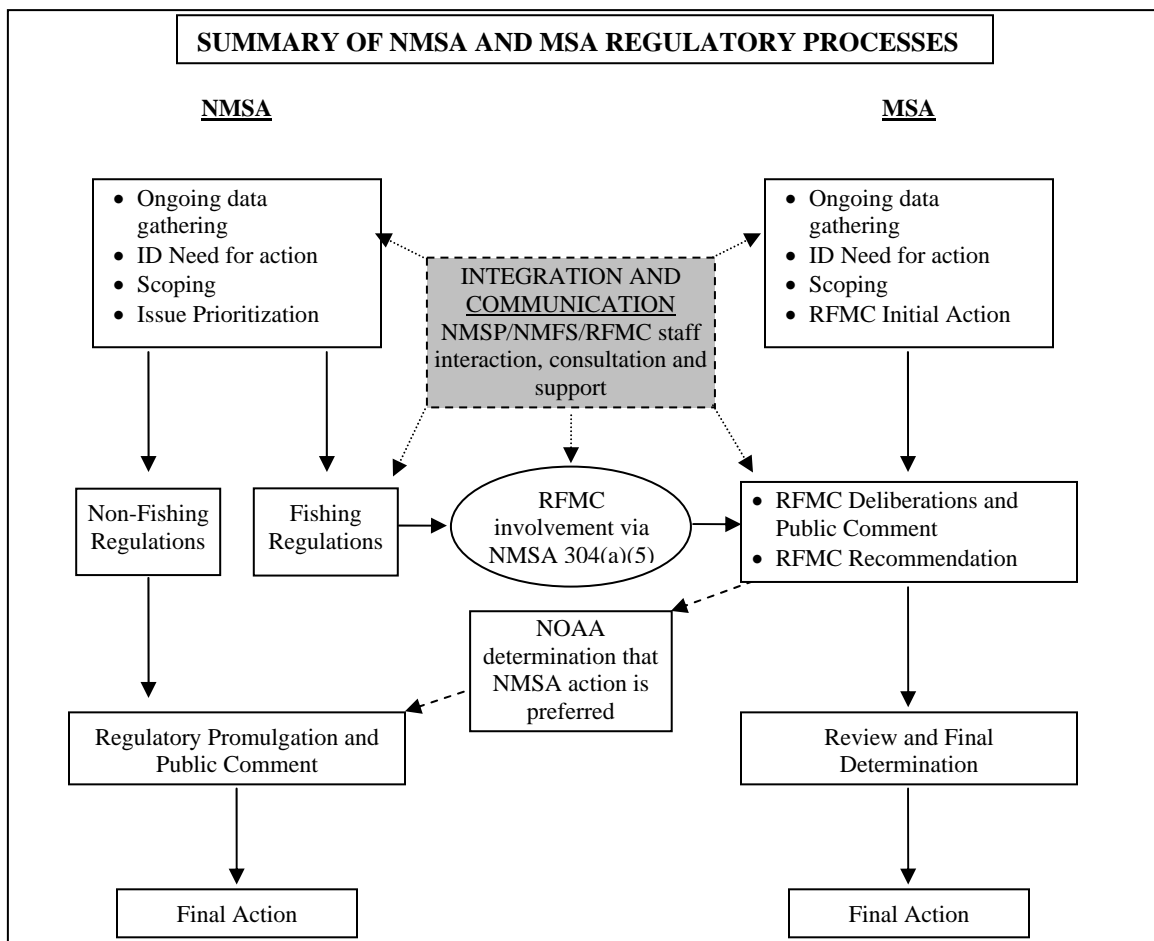 SUMMARY OF NMSA AND MSA REGULATORY PROCESSES
NMSA
MSA
• Ongoing data
gathering
• ID Need for action
• Scoping
• Issue Prioritization
INTEGRATION AND
COMMUNICATION
NMSP/NMFS/RFMC staff
interaction, consultation and
support
• Ongoing data
gathering
• ID Need for action
• Scoping
• RFMC Initial Action
Non-Fishing
Regulations
Fishing
Regulations
RFMC
involvement via
NMSA 304(a)(5)
• RFMC Deliberations and
Public Comment
• RFMC Recommendation
NOAA
determination that
NMSA action is
preferred
Regulatory Promulgation and
Public Comment
Review and Final
Determination
Final Action
Final Action